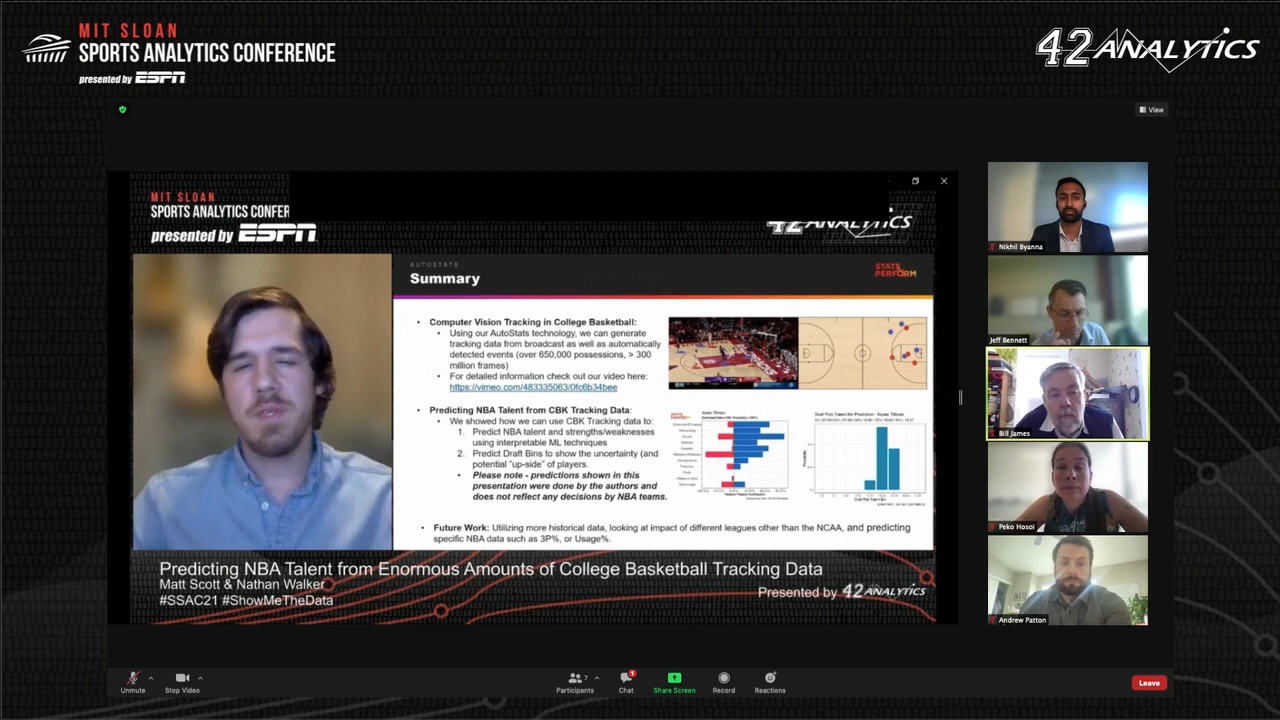 MIT SLOAN
SPORTS ANALYTICS CONFERENCE
presented by ESPN
42 ANALYTICS
View
MIT SLOAN
SPORTS ANALYTICS CONFER
presented by ESPN
42 ANALYTICS
AUTOSTATS
Summary
STATS
PERFORM
• Computer Vision Tracking in College Basketball:
• Using our AutoStats technology, we can generate
tracking data from broadcast as well as automatically
detected events (over 650,000 possessions, > 300
million frames)
• For detailed information check out our video here:
https://vimeo.com/483335063/0fc6b34bee
• Predicting NBA Talent from CBK Tracking Data:
• We showed how we can use CBK Tracking data to:
1. Predict NBA talent and strengths/weaknesses
using interpretable ML techniques
2. Predict Draft Bins to show the uncertainty (and
potential "up-side" of players.
• Please note - predictions shown in this
presentation were done by the authors and
does not reflect any decisions by NBA teams.
• Future Work: Utilizing more historical data, looking at impact of different leagues other than the NCAA, and predicting
specific NBA data such as 3P%, or Usage%.
Predicting NBA Talent from Enormous Amounts of College Basketball Tracking Data
Matt Scott & Nathan Walker
#SSAC21 #ShowMeTheData
Presented by 42 ANALYTICS
Nikhil Byanna
Jeff Bennett
Bill James
Peko Hosoi
Andrew Patton
Unmute
Stop Video
Participants
7
Chat
1
Share Screen
Record
Reactions
Leave